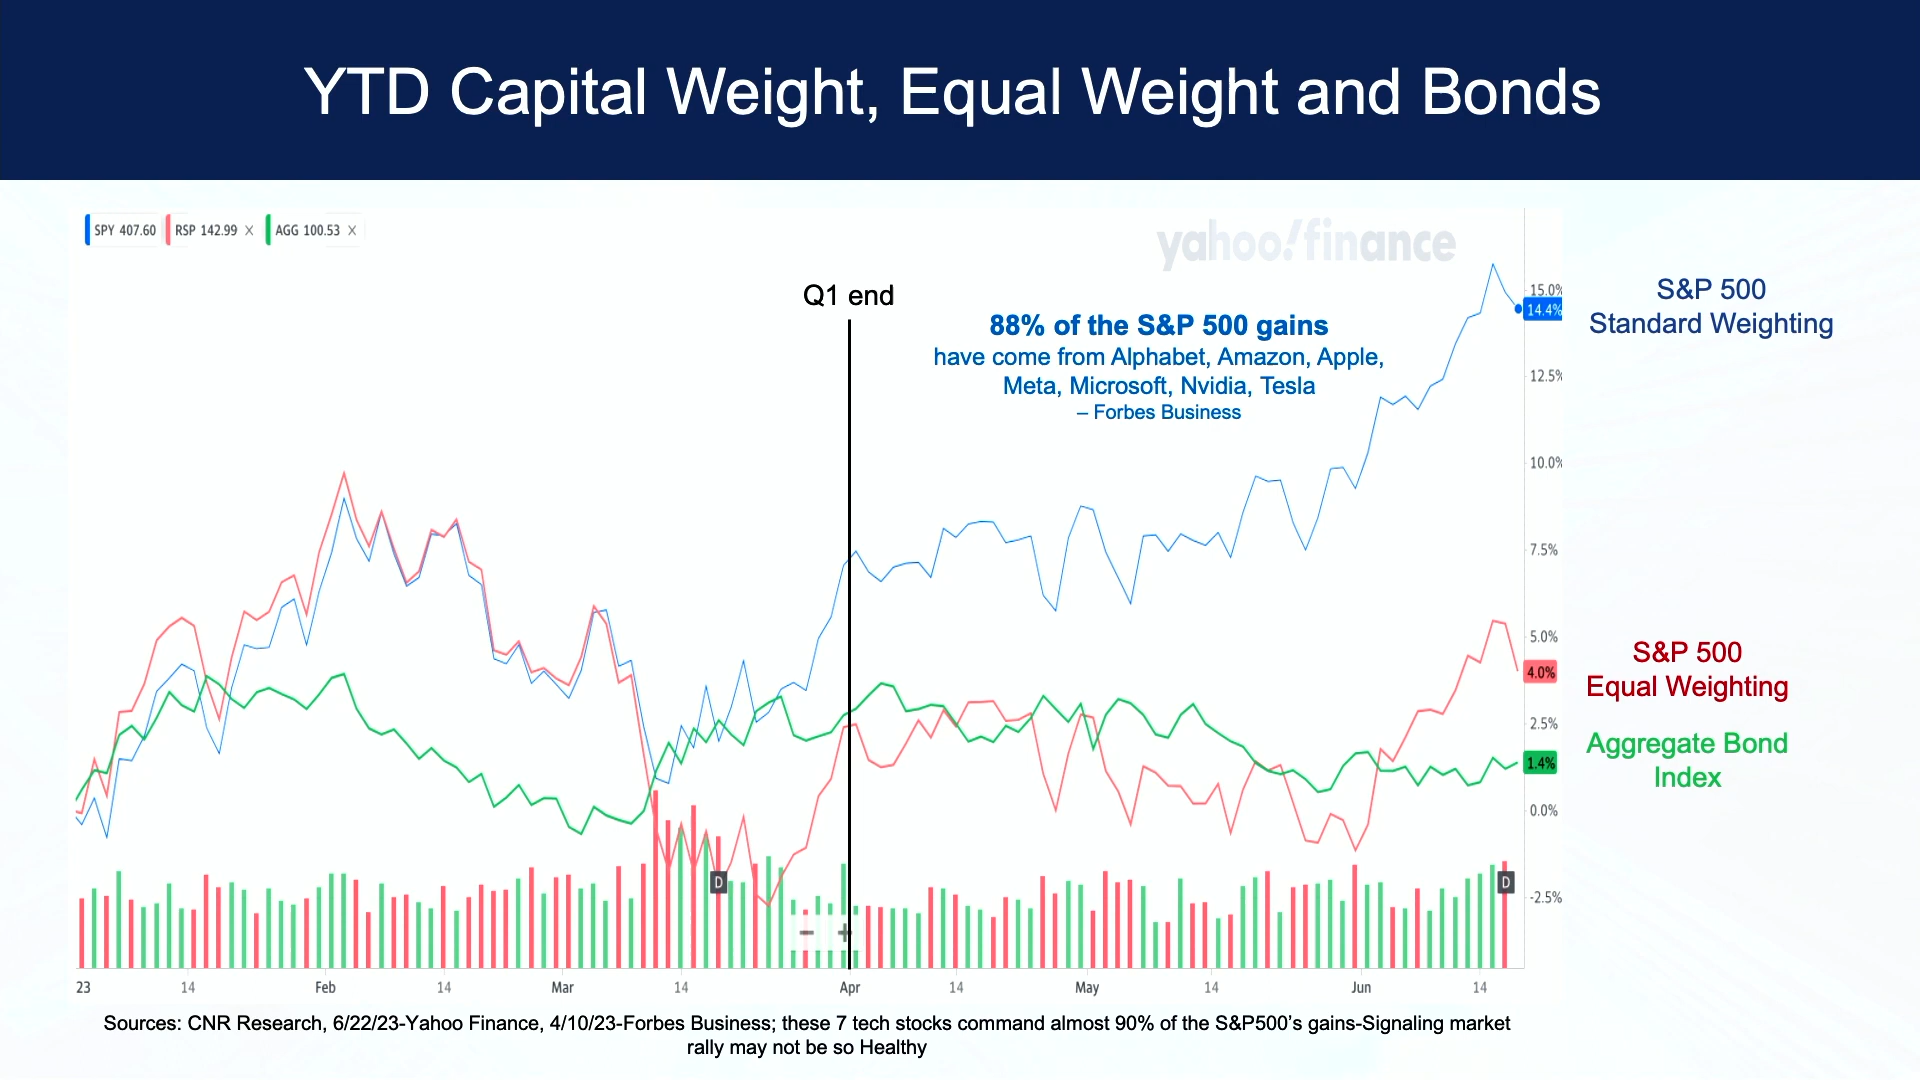 YTD Capital Weight, Equal Weight and Bonds
SPY 407.60 RSP 142.99 × AGG 100.53 ×
yahoo!finance
Q1 end
88% of the S&P 500 gains
have come from Alphabet, Amazon, Apple,
Meta, Microsoft, Nvidia, Tesla
– Forbes Business
15.0%
14.4%
12.5%
10.0%
7.5%
5.0%
4.0%
2.5%
1.4%
0.0%
-2.5%
S&P 500
Standard Weighting
S&P 500
Equal Weighting
Aggregate Bond
Index
D
D
− +
23 14 Feb 14 Mar 14 Apr 14 May 14 Jun 14
Sources: CNR Research, 6/22/23-Yahoo Finance, 4/10/23-Forbes Business; these 7 tech stocks command almost 90% of the S&P500’s gains-Signaling market
rally may not be so Healthy